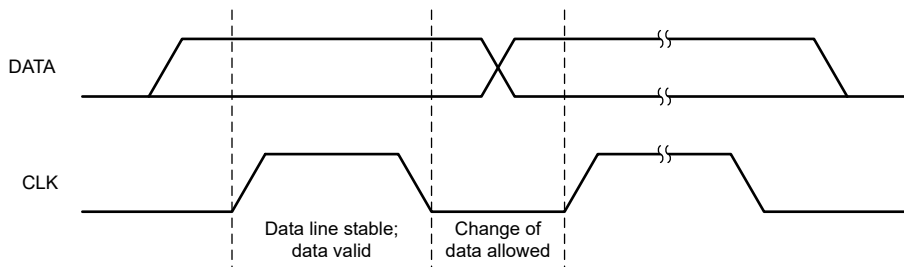 DATA
CLK
Data line stable;
data valid
Change of
data allowed